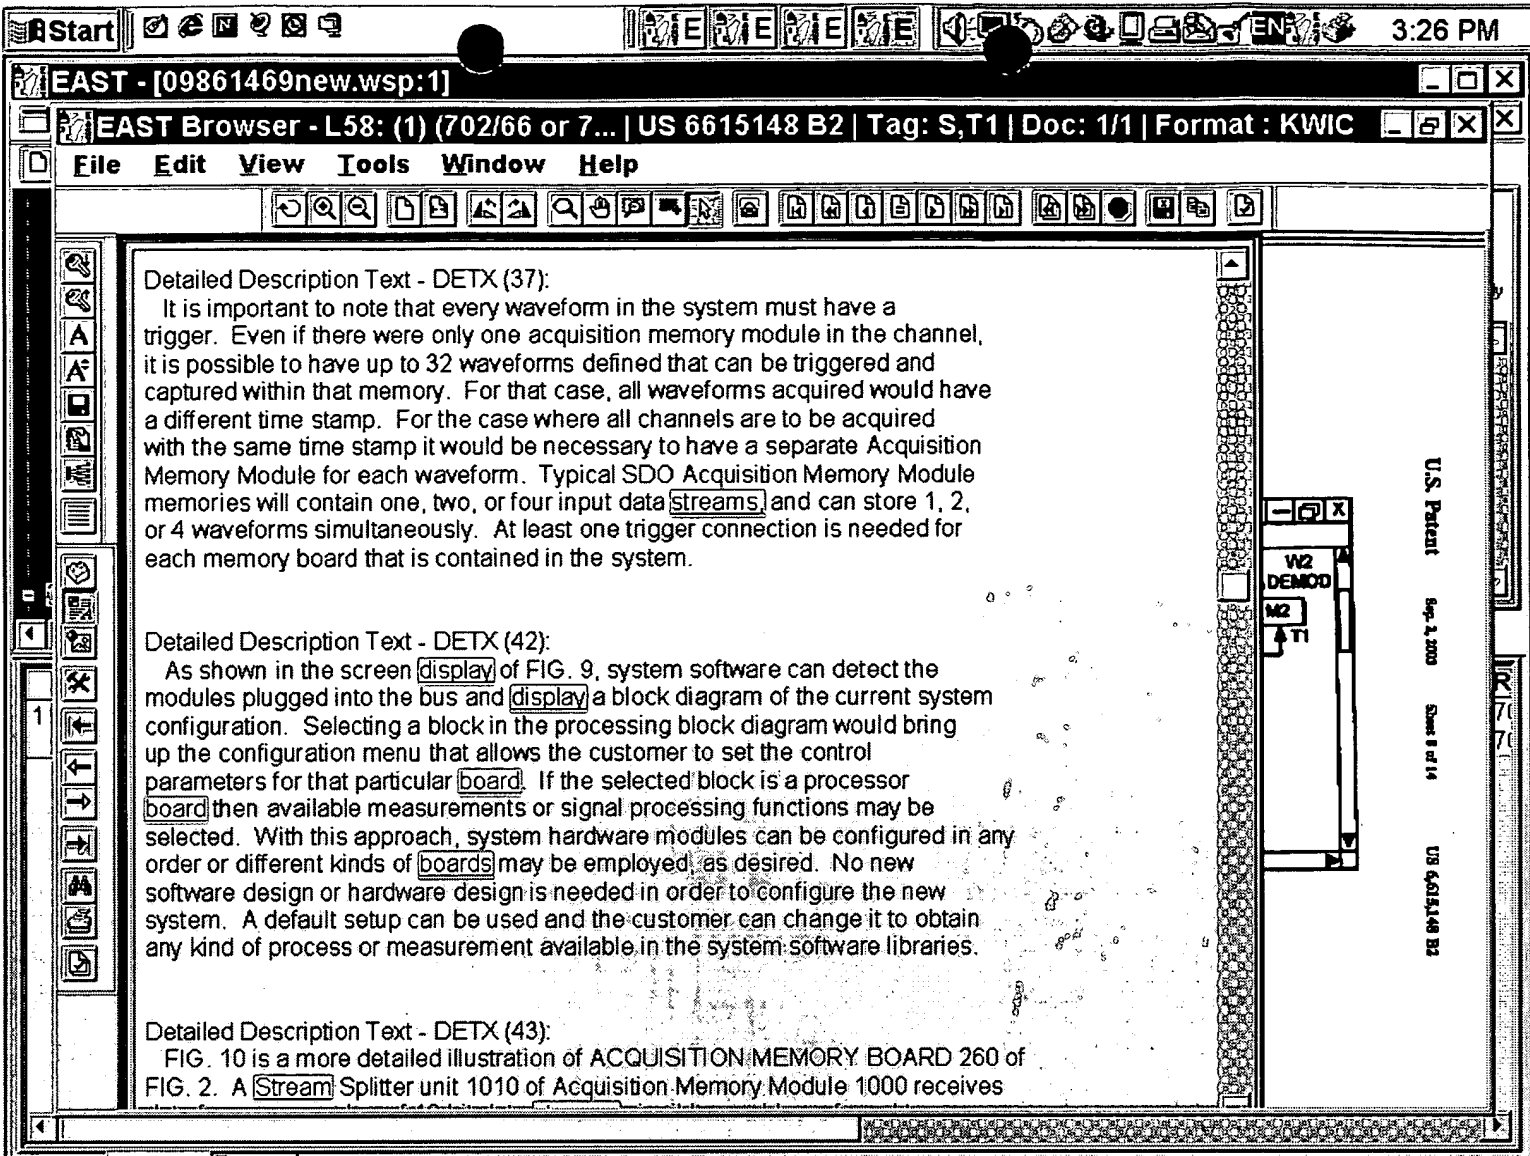 Start
E
E
E
E
EN
3:26 PM
EAST - [09861469new.wsp:1]
EAST Browser - L58: (1) (702/66 or 7... | US 6615148 B2 | Tag: S,T1 | Doc: 1/1 | Format : KWIC
File Edit View Tools Window Help
Detailed Description Text - DETX (37):
It is important to note that every waveform in the system must have a
trigger. Even if there were only one acquisition memory module in the channel,
it is possible to have up to 32 waveforms defined that can be triggered and
captured within that memory. For that case, all waveforms acquired would have
a different time stamp. For the case where all channels are to be acquired
with the same time stamp it would be necessary to have a separate Acquisition
Memory Module for each waveform. Typical SDO Acquisition Memory Module
memories will contain one, two, or four input data streams, and can store 1, 2,
or 4 waveforms simultaneously. At least one trigger connection is needed for
each memory board that is contained in the system.
Detailed Description Text - DETX (42):
As shown in the screen display of FIG. 9, system software can detect the
modules plugged into the bus and display a block diagram of the current system
configuration. Selecting a block in the processing block diagram would bring
up the configuration menu that allows the customer to set the control
parameters for that particular board. If the selected block is a processor
board then available measurements or signal processing functions may be
selected. With this approach, system hardware modules can be configured in any
order or different kinds of boards may be employed, as desired. No new
software design or hardware design is needed in order to configure the new
system. A default setup can be used and the customer can change it to obtain
any kind of process or measurement available in the system software libraries.
Detailed Description Text - DETX (43):
FIG. 10 is a more detailed illustration of ACQUISITION MEMORY BOARD 260 of
FIG. 2. A Stream Splitter unit 1010 of Acquisition Memory Module 1000 receives
W2
DEMOD
M2
T1
U.S. Patent Sep. 2, 2003 Sheet 8 of 14 US 6,615,148 B2
1
R